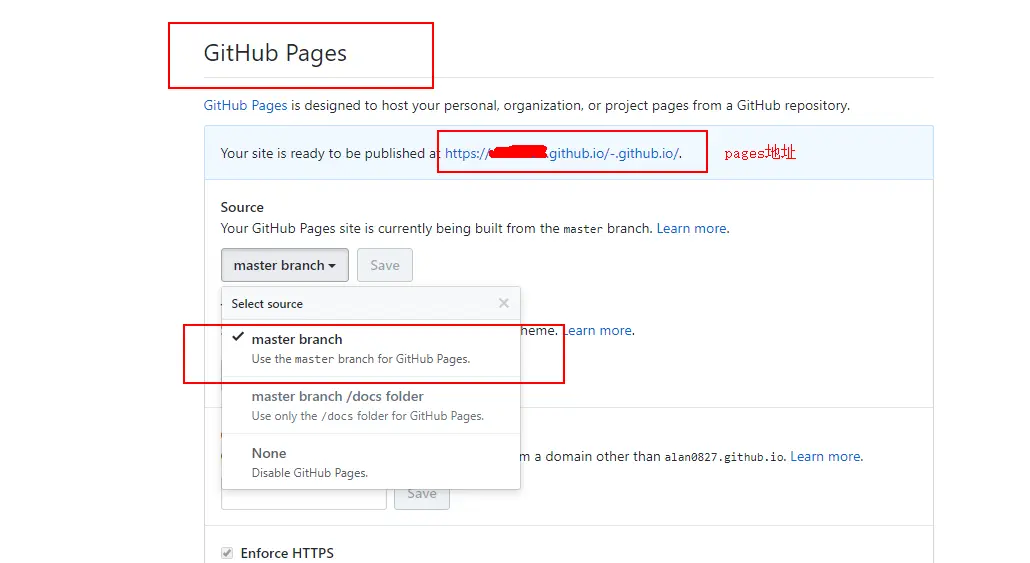 GitHub Pages
GitHub Pages is designed to host your personal, organization, or project pages from a GitHub repository.
Your site is ready to be published at https:// .github.io/-.github.io/. pages地址
Source
Your GitHub Pages site is currently being built from the master branch. Learn more.
master branch Save
Select source
heme. Learn more.
master branch
Use the master branch for GitHub Pages.
master branch /docs folder
Use only the /docs folder for GitHub Pages.
None
m a domain other than alan0827.github.io. Learn more.
Disable GitHub Pages.
Save
Enforce HTTPS